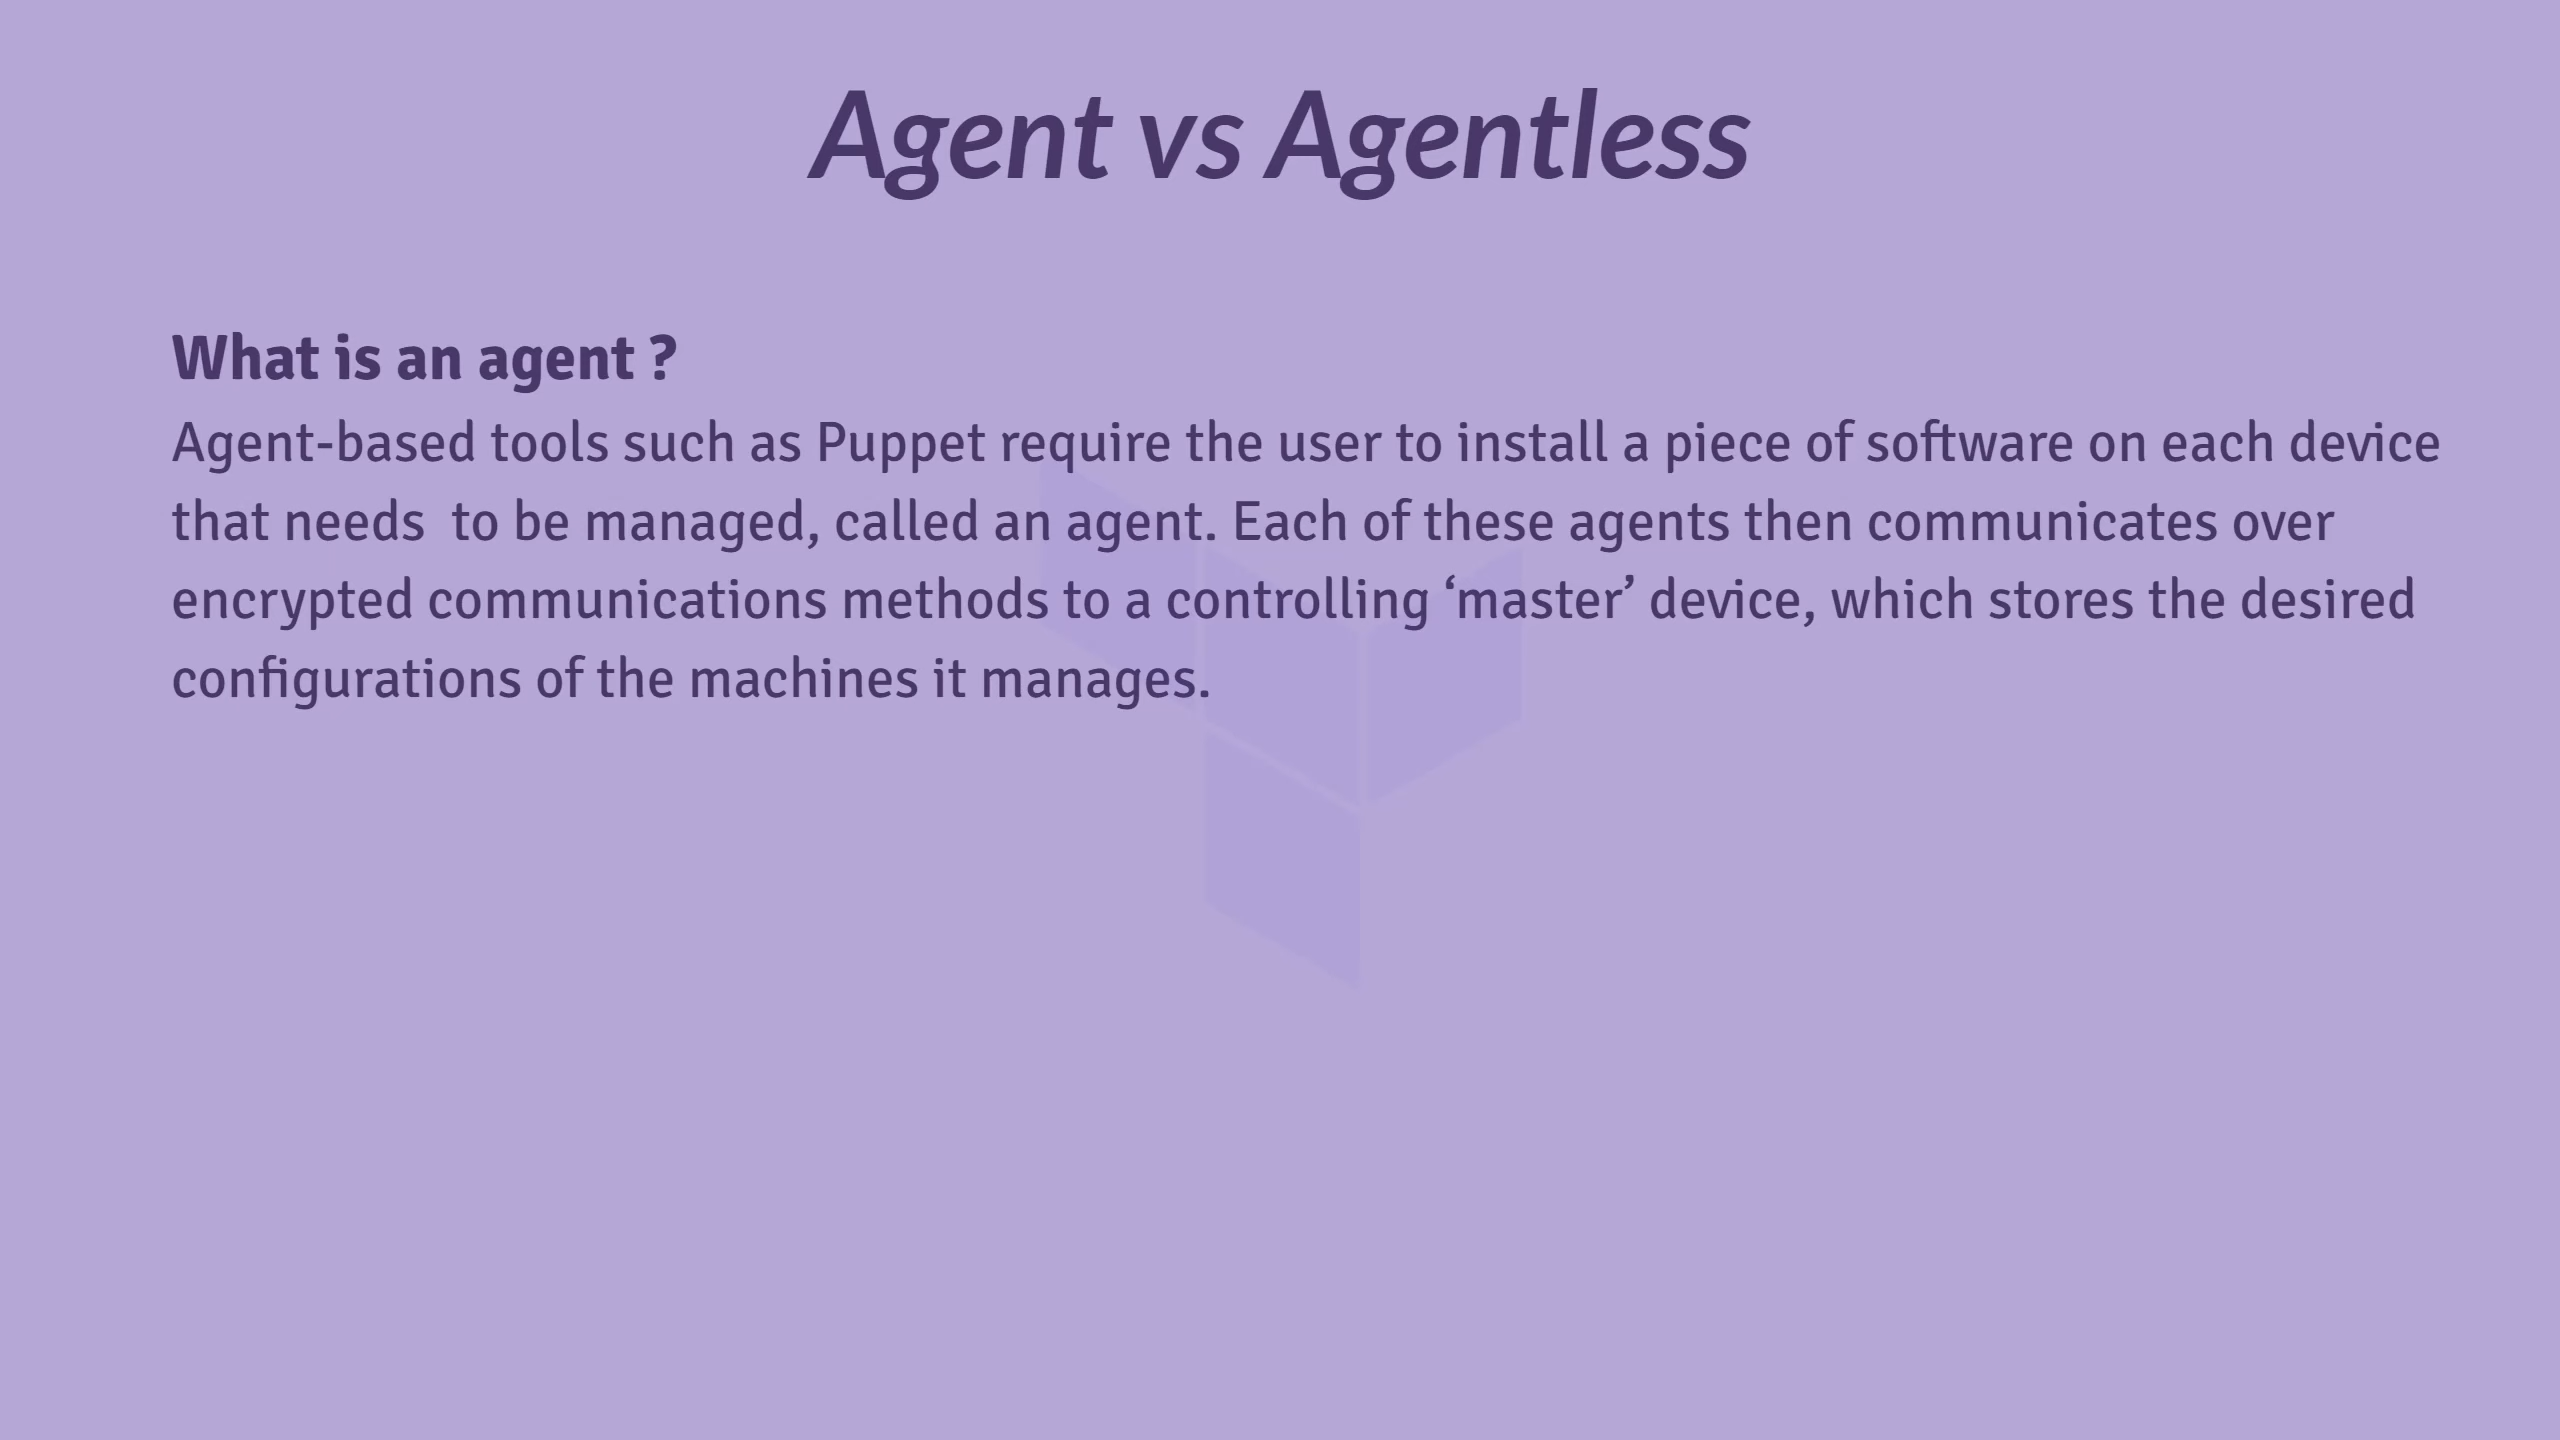 Agent vs Agentless
What is an agent ?
Agent-based tools such as Puppet require the user to install a piece of software on each device
that needs  to be managed, called an agent. Each of these agents then communicates over
encrypted communications methods to a controlling ‘master’ device, which stores the desired
configurations of the machines it manages.